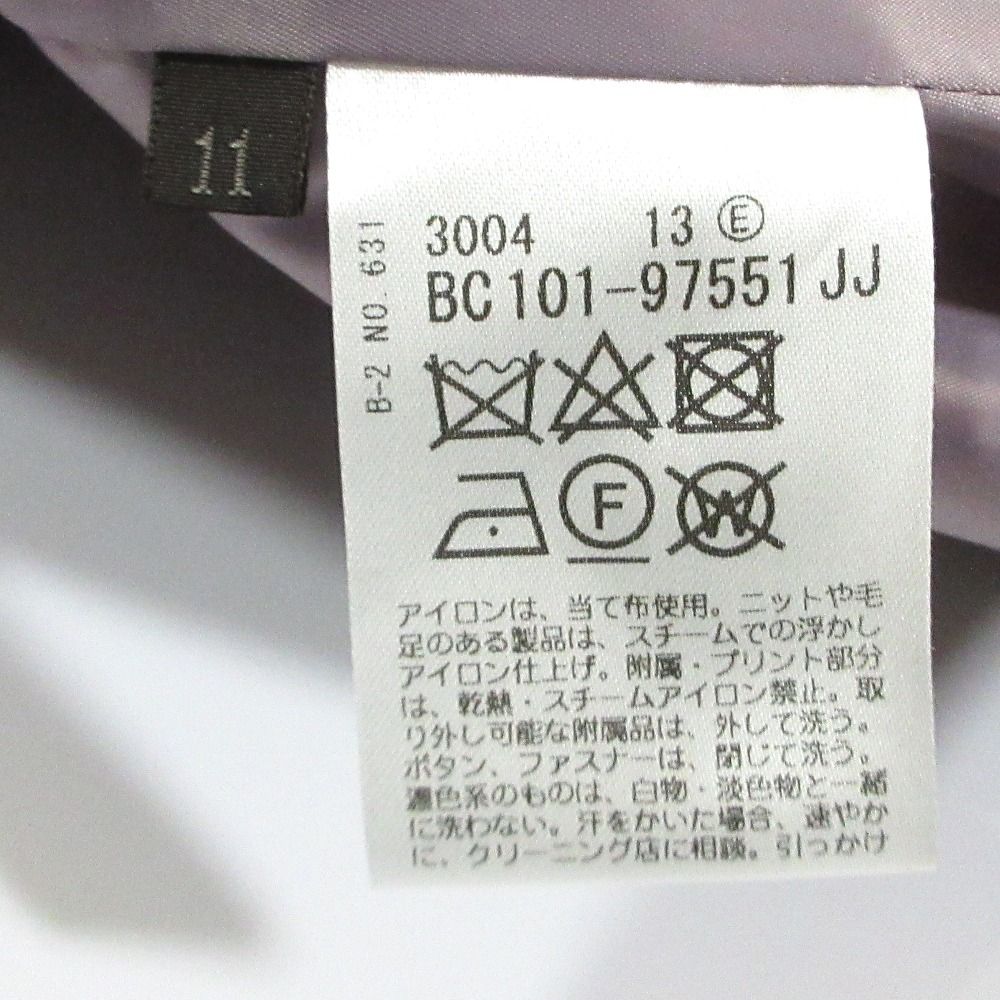 11
B-2 NO. 631
3004 13 Ⓔ
BC101-97551 JJ
F
W
アイロンは、当て布使用。ニットや毛
足のある製品は、スチームでの浮かし
アイロン仕上げ。附属・プリント部分
は、乾熱・スチームアイロン禁止。取
り外し可能な附属品は、外して洗う。
ボタン、ファスナーは、閉じて洗う。
濃色系のものは、白物・淡色物と一緒
に洗わない。汗をかいた場合、速やか
に、クリーニング店に相談。引っかけ